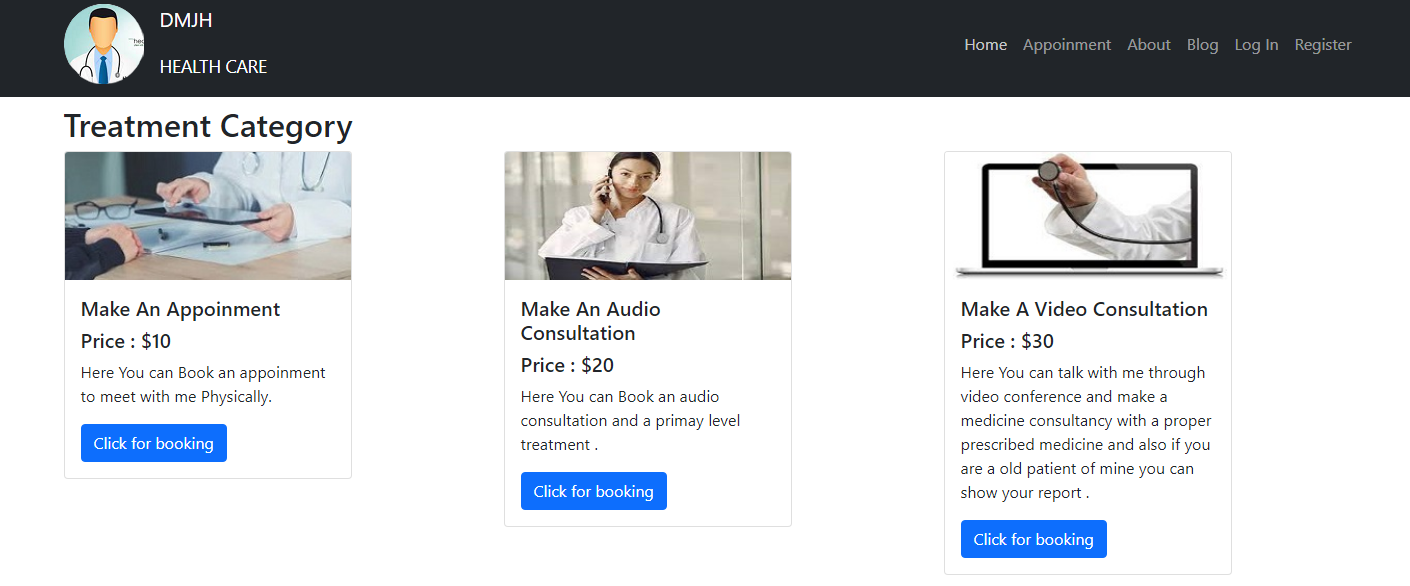 DMJH
HEALTH CARE
Home Appoinment About Blog Log In Register
Treatment Category
Make An Appoinment
Price : $10
Here You can Book an appoinment
to meet with me Physically.
Click for booking
Make An Audio
Consultation
Price : $20
Here You can Book an audio
consultation and a primay level
treatment .
Click for booking
Make A Video Consultation
Price : $30
Here You can talk with me through
video conference and make a
medicine consultancy with a proper
prescribed medicine and also if you
are a old patient of mine you can
show your report .
Click for booking